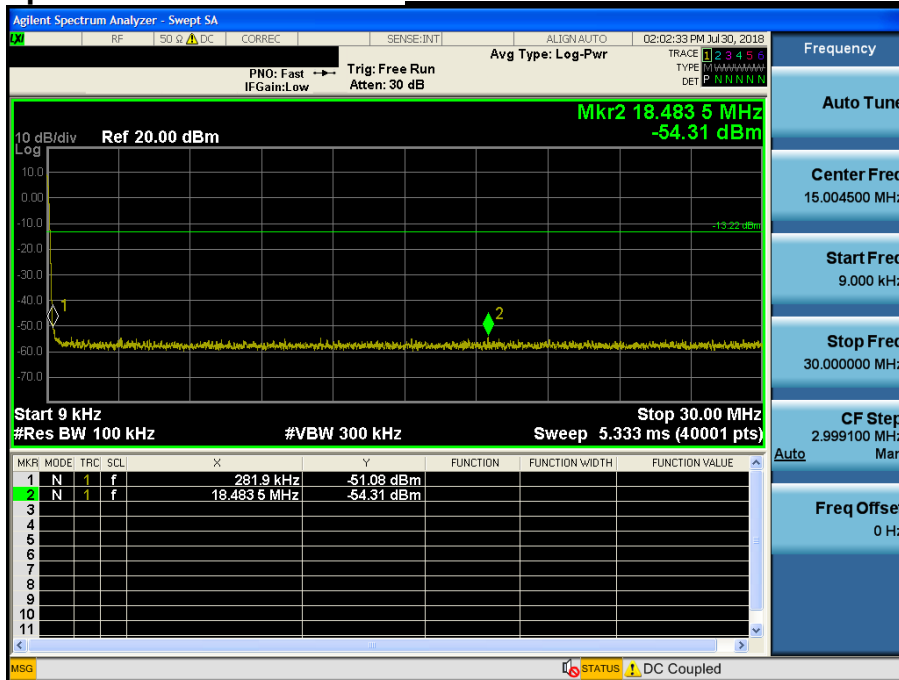 Agilent Spectrum Analyzer - Swept SA
LXI RF 50 Ω DC CORREC SENSE:INT ALIGN AUTO 02:02:33 PM Jul 30, 2018
Avg Type: Log-Pwr TRACE 1 2 3 4 5 6
PNO: Fast Trig: Free Run TYPE M WWWWW
IFGain:Low Atten: 30 dB DET P N N N N N
Mkr2 18.483 5 MHz
-54.31 dBm
10 dB/div Ref 20.00 dBm
Log
10.0
0.00
-10.0
-13.22 dBm
-20.0
-30.0
-40.0
1
2
-50.0
-60.0
-70.0
Start 9 kHz Stop 30.00 MHz
#Res BW 100 kHz #VBW 300 kHz Sweep 5.333 ms (40001 pts)
MKR MODE TRC SCL X Y FUNCTION FUNCTION WIDTH FUNCTION VALUE
1 N 1 f 281.9 kHz -51.08 dBm
2 N 1 f 18.483 5 MHz -54.31 dBm
3
4
5
6
7
8
9
10
11
MSG STATUS DC Coupled
Frequency
Auto Tune
Center Freq
15.004500 MHz
Start Freq
9.000 kHz
Stop Freq
30.000000 MHz
CF Step
2.999100 MHz
Auto Man
Freq Offset
0 Hz